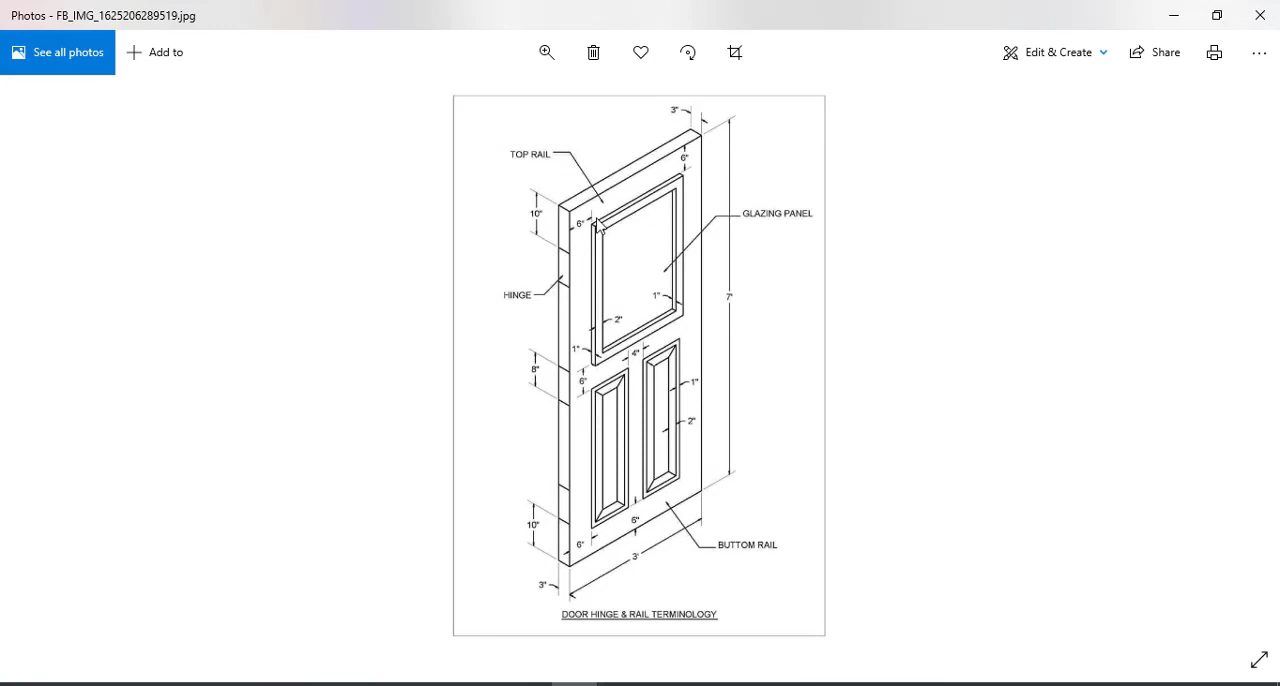 Photos - FB_IMG_1625206289519.jpg
See all photos
Add to
Edit & Create
Share
3"
TOP RAIL
6"
10"
6"
GLAZING PANEL
HINGE
1"
7'
2"
1"
4"
8"
6"
1"
2"
10"
6"
6"
BUTTOM RAIL
3'
3"
DOOR HINGE & RAIL TERMINOLOGY